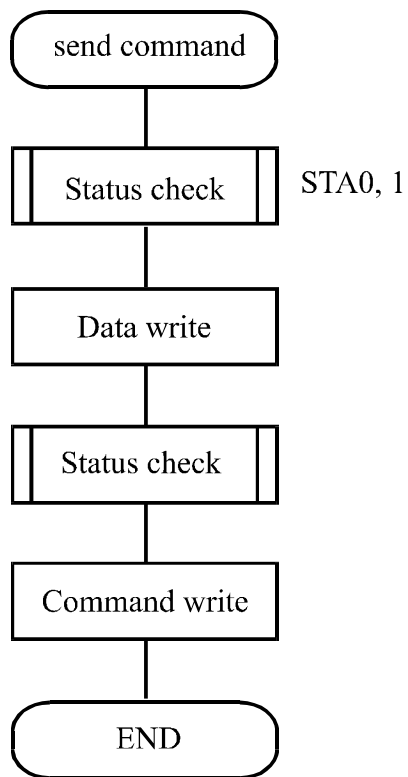 send command
Status check
STA0, 1
Data write
Status check
Command write
END